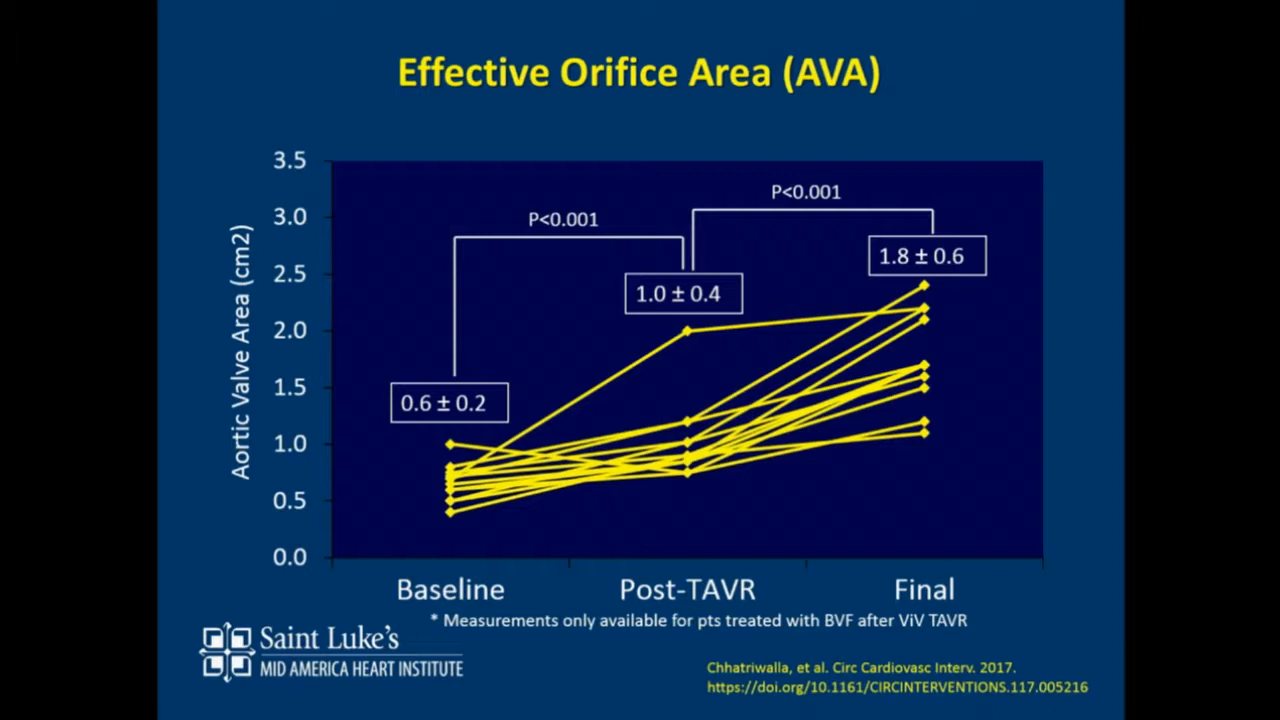 Effective Orifice Area (AVA)
3.5
3.0
2.5
2.0
1.5
1.0
0.5
0.0
Aortic Valve Area (cm2)
P<0.001
P<0.001
0.6 ± 0.2
1.0 ± 0.4
1.8 ± 0.6
Baseline
Post-TAVR
Final
* Measurements only available for pts treated with BVF after ViV TAVR
Saint Luke's
MID AMERICA HEART INSTITUTE
Chhatriwalla, et al. Circ Cardiovasc Interv. 2017.
https://doi.org/10.1161/CIRCINTERVENTIONS.117.005216